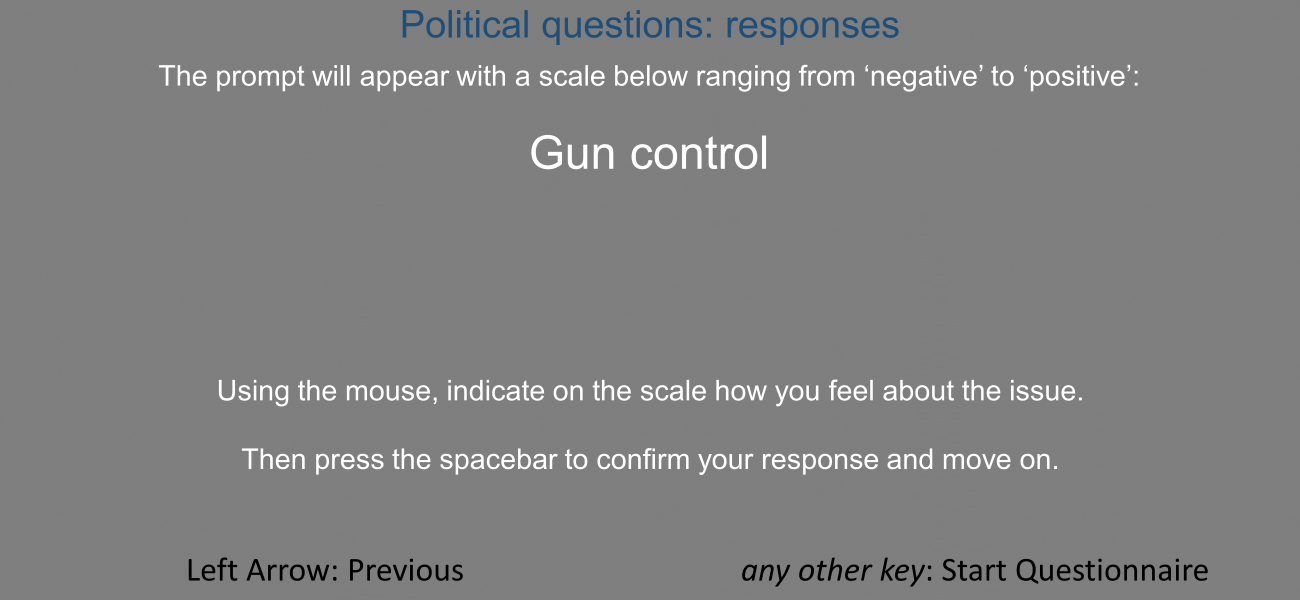 Political questions: responses
The prompt will appear with a scale below ranging from ‘negative’ to ‘positive’:
Gun control
Using the mouse, indicate on the scale how you feel about the issue.
Then press the spacebar to confirm your response and move on.
Left Arrow: Previous
any other key: Start Questionnaire